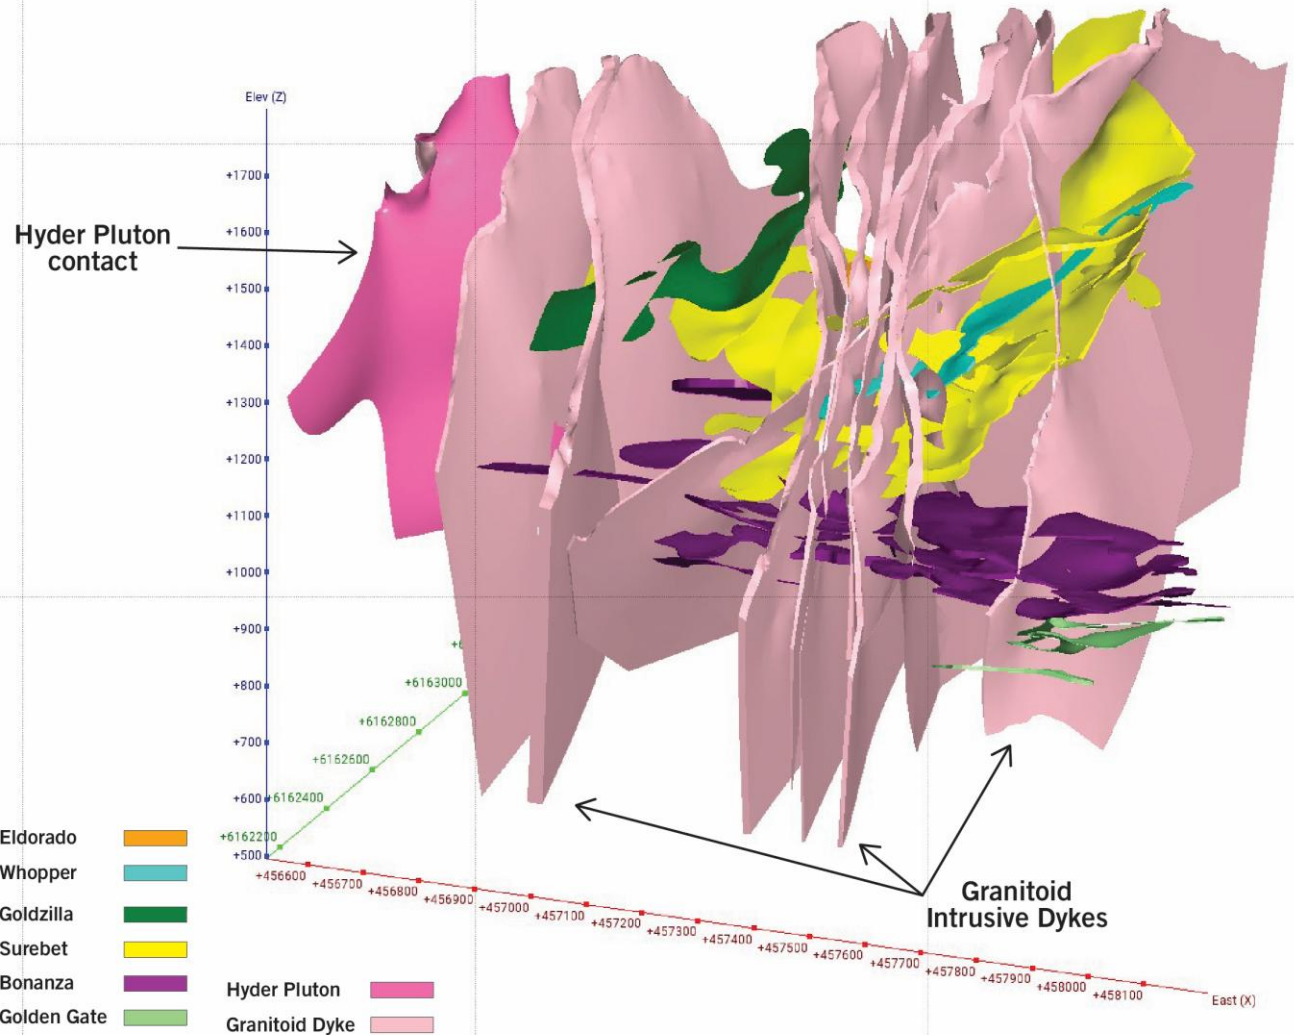 Elev (Z)
+1700
+1600
+1500
+1400
+1300
+1200
+1100
+1000
+900
+800
+700
+600
+500
Hyder Pluton
contact
+6163000
+6162800
+6162600
+6162400
+6162200
+456600
+456700
+456800
+456900
+457000
+457100
+457200
+457300
+457400
+457500
+457600
+457700
+457800
+457900
+458000
+458100
East (X)
Granitoid
Intrusive Dykes
Eldorado
Whopper
Goldzilla
Surebet
Bonanza
Golden Gate
Hyder Pluton
Granitoid Dyke